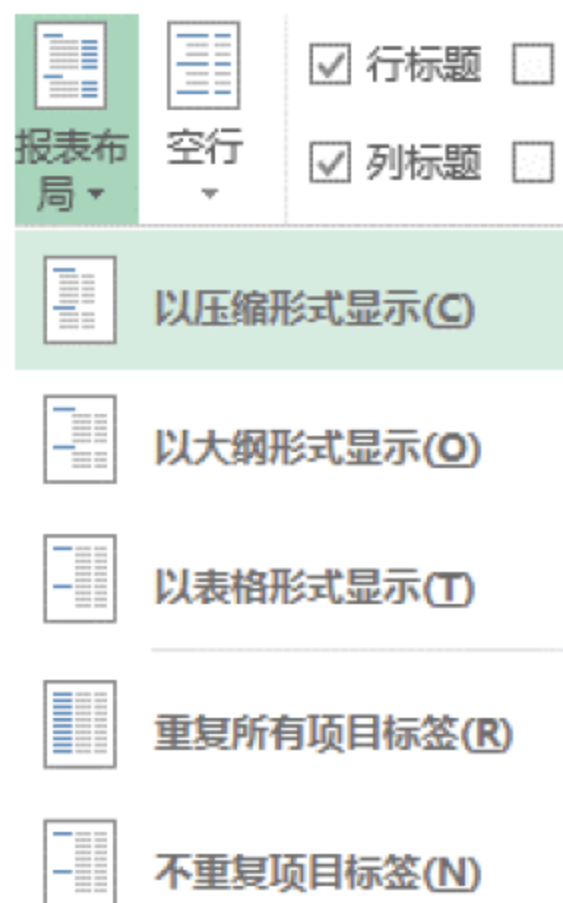 报表布局
空行
行标题
列标题
以压缩形式显示(C)
以大纲形式显示(O)
以表格形式显示(T)
重复所有项目标签(R)
不重复项目标签(N)